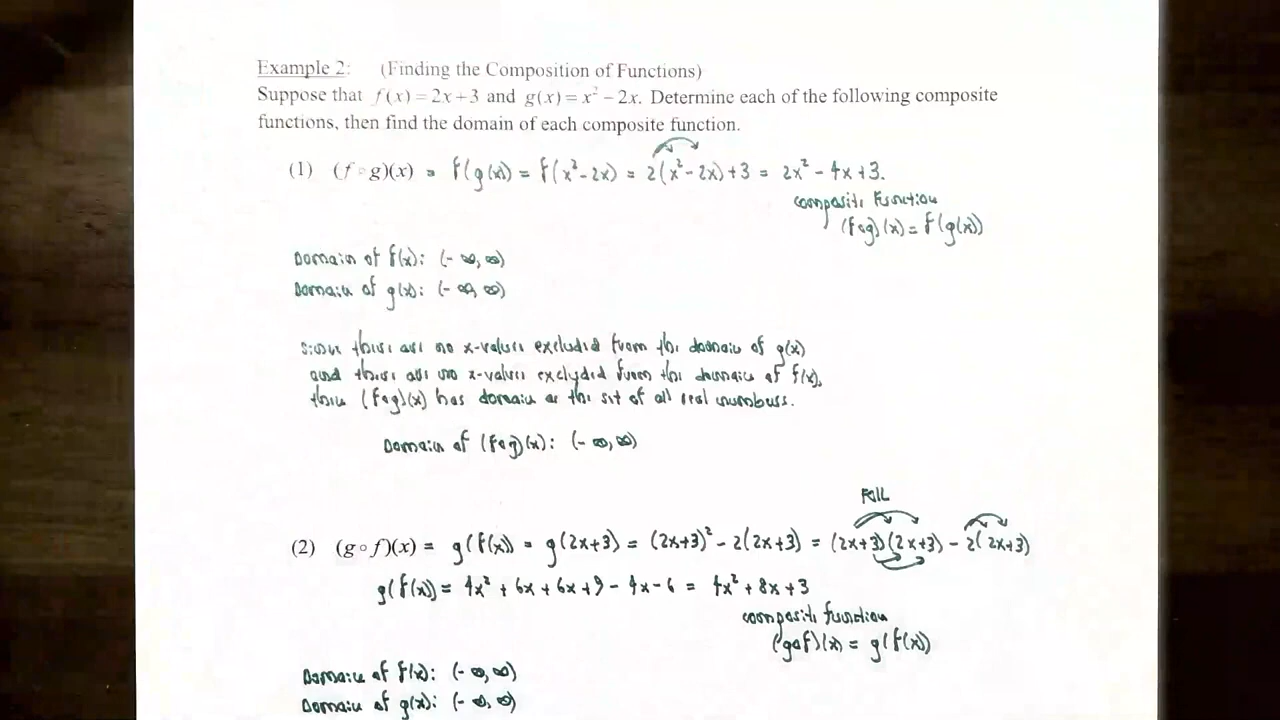 Example 2: (Finding the Composition of Functions)
Suppose that f(x) = 2x+3 and g(x) = x² − 2x. Determine each of the following composite
functions, then find the domain of each composite function.
(1) (f∘g)(x) = f(g(x)) = f(x²-2x) = 2(x²-2x)+3 = 2x² - 4x +3.
composite function
(f∘g)(x) = f(g(x))
Domain of f(x): (-∞,∞)
Domain of g(x): (-∞,∞)
Since there are no x-values excluded from the domain of g(x)
and there are no x-values excluded from the domain of f(x),
then (f∘g)(x) has domain as the set of all real numbers.
Domain of (f∘g)(x): (-∞,∞)
FOIL
(2) (g∘f)(x) = g(f(x)) = g(2x+3) = (2x+3)² - 2(2x+3) = (2x+3)(2x+3) - 2(2x+3)
g(f(x)) = 4x² + 6x + 6x + 9 - 4x - 6 = 4x² + 8x + 3
composite function
(g∘f)(x) = g(f(x))
Domain of f(x): (-∞,∞)
Domain of g(x): (-∞,∞)